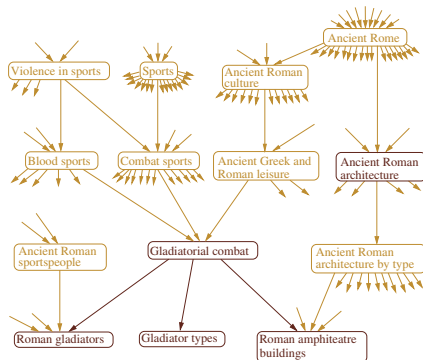 Ancient Rome
Violence in sports
Sports
Ancient Roman
culture
Blood sports
Combat sports
Ancient Greek and
Roman leisure
Ancient Roman
architecture
Ancient Roman
sportspeople
Gladiatorial combat
Ancient Roman
architecture by type
Roman gladiators
Gladiator types
Roman amphiteatre
buildings